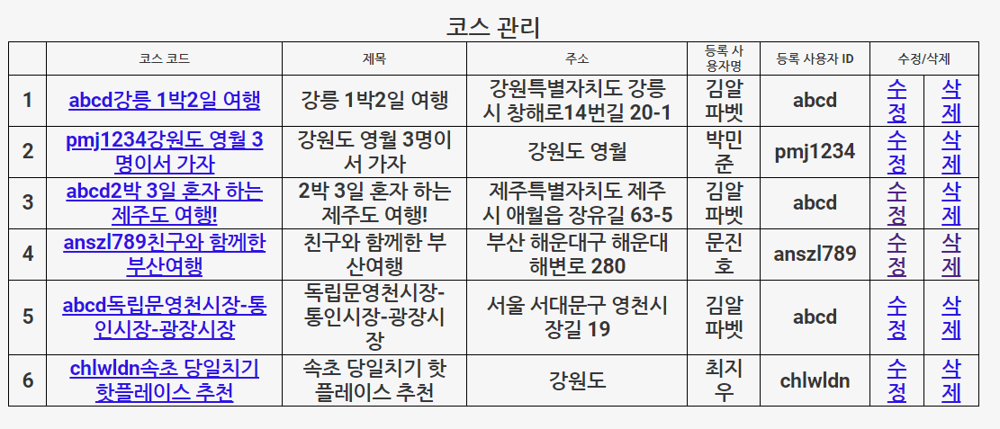 코스 관리
코스 코드 제목 주소 등록 사용자명 등록 사용자 ID 수정/삭제
1 abcd강릉 1박2일 여행 강릉 1박2일 여행 강원특별자치도 강릉시 창해로14번길 20-1 김알파벳 abcd 수정 삭제
2 pmj1234강원도 영월 3명이서 가자 강원도 영월 3명이서 가자 강원도 영월 박민준 pmj1234 수정 삭제
3 abcd2박 3일 혼자 하는 제주도 여행! 2박 3일 혼자 하는 제주도 여행! 제주특별자치도 제주시 애월읍 장유길 63-5 김알파벳 abcd 수정 삭제
4 anszl789친구와 함께한 부산여행 친구와 함께한 부산여행 부산 해운대구 해운대해변로 280 문진호 anszl789 수정 삭제
5 abcd독립문영천시장-통인시장-광장시장 독립문영천시장-통인시장-광장시장 서울 서대문구 영천시장길 19 김알파벳 abcd 수정 삭제
6 chlwldn속초 당일치기 핫플레이스 추천 속초 당일치기 핫플레이스 추천 강원도 최지우 chlwldn 수정 삭제